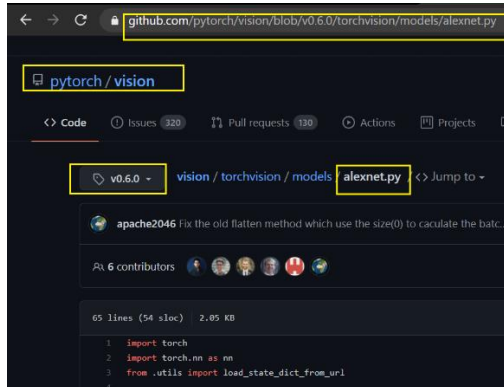 github.com/pytorch/vision/blob/v0.6.0/torchvision/models/alexnet.py
pytorch / vision
<> Code Issues 320 Pull requests 130 Actions Projects
v0.6.0 vision / torchvision / models / alexnet.py / <> Jump to
apache2046 Fix the old flatten method which use the size(0) to caculate the batc...
6 contributors
65 lines (54 sloc) 2.05 KB
1 import torch
2 import torch.nn as nn
3 from .utils import load_state_dict_from_url